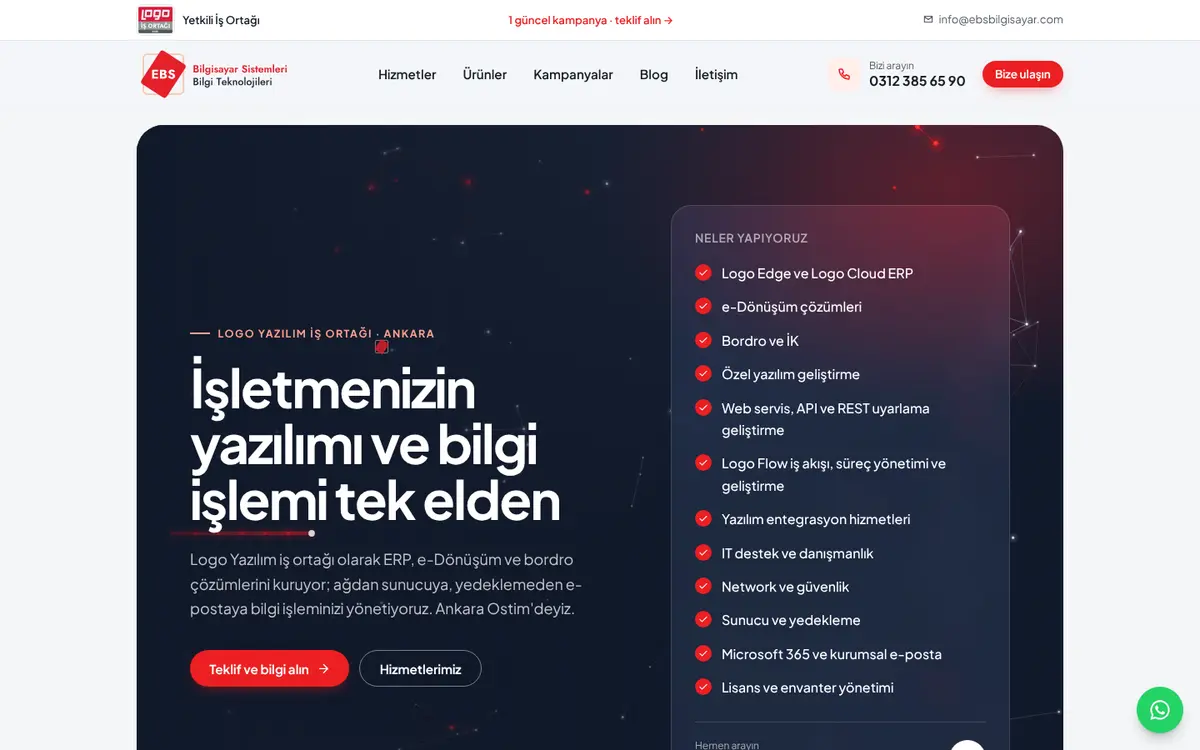 LOGO
İŞ ORTAĞI
Yetkili İş Ortağı
1 güncel kampanya · teklif alın →
info@ebsbilgisayar.com
EBS
Bilgisayar Sistemleri
Bilgi Teknolojileri
Hizmetler
Ürünler
Kampanyalar
Blog
İletişim
Bizi arayın
0312 385 65 90
Bize ulaşın
LOGO YAZILIM İŞ ORTAĞI · ANKARA
İşletmenizin
yazılımı ve bilgi
işlemi tek elden
Logo Yazılım iş ortağı olarak ERP, e-Dönüşüm ve bordro
çözümlerini kuruyor; ağdan sunucuya, yedeklemeden e-
postaya bilgi işleminizi yönetiyoruz. Ankara Ostim'deyiz.
Teklif ve bilgi alın →
Hizmetlerimiz
NELER YAPIYORUZ
Logo Edge ve Logo Cloud ERP
e-Dönüşüm çözümleri
Bordro ve İK
Özel yazılım geliştirme
Web servis, API ve REST uyarlama
geliştirme
Logo Flow iş akışı, süreç yönetimi ve
geliştirme
Yazılım entegrasyon hizmetleri
IT destek ve danışmanlık
Network ve güvenlik
Sunucu ve yedekleme
Microsoft 365 ve kurumsal e-posta
Lisans ve envanter yönetimi
Hemen arayın